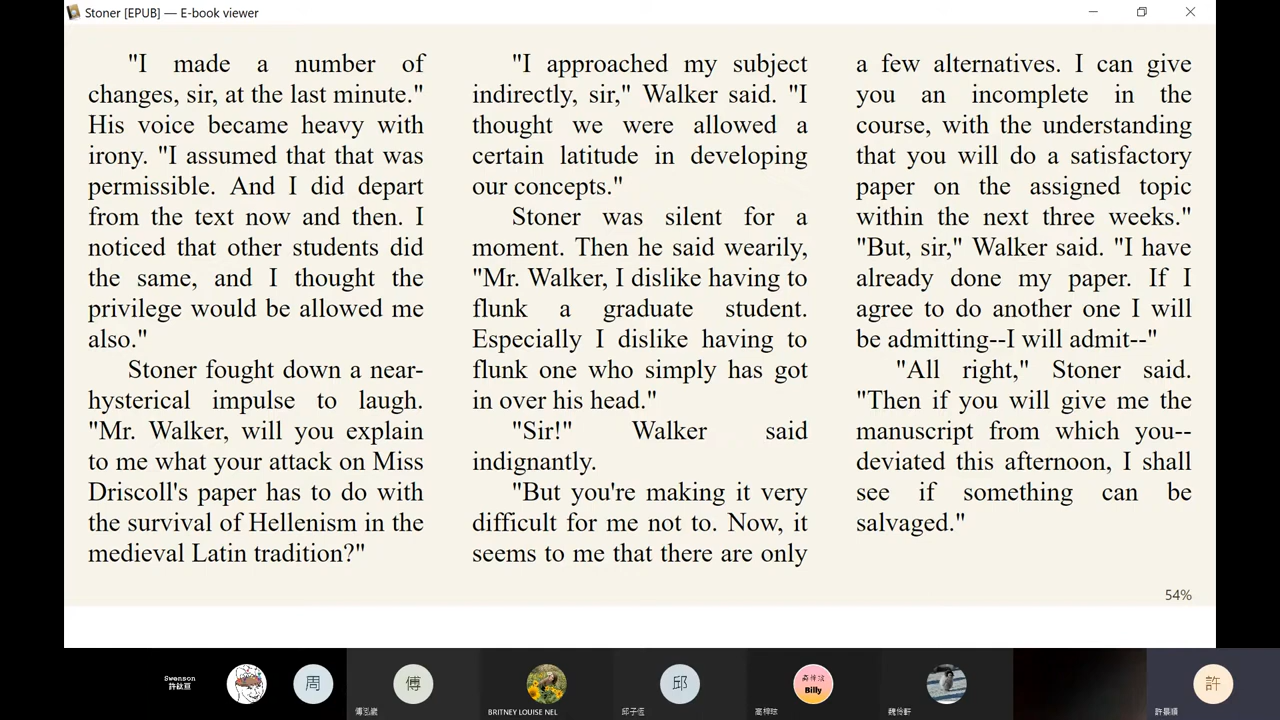 Stoner [EPUB] — E-book viewer
"I made a number of
changes, sir, at the last minute."
His voice became heavy with
irony. "I assumed that that was
permissible. And I did depart
from the text now and then. I
noticed that other students did
the same, and I thought the
privilege would be allowed me
also."
Stoner fought down a near-
hysterical impulse to laugh.
"Mr. Walker, will you explain
to me what your attack on Miss
Driscoll's paper has to do with
the survival of Hellenism in the
medieval Latin tradition?"
"I approached my subject
indirectly, sir," Walker said. "I
thought we were allowed a
certain latitude in developing
our concepts."
Stoner was silent for a
moment. Then he said wearily,
"Mr. Walker, I dislike having to
flunk a graduate student.
Especially I dislike having to
flunk one who simply has got
in over his head."
"Sir!" Walker said
indignantly.
"But you're making it very
difficult for me not to. Now, it
seems to me that there are only
a few alternatives. I can give
you an incomplete in the
course, with the understanding
that you will do a satisfactory
paper on the assigned topic
within the next three weeks."
"But, sir," Walker said. "I have
already done my paper. If I
agree to do another one I will
be admitting--I will admit--"
"All right," Stoner said.
"Then if you will give me the
manuscript from which you--
deviated this afternoon, I shall
see if something can be
salvaged."
54%
Swenson
周
傅
邱
Billy
許
BRITNEY LOUISE NEL